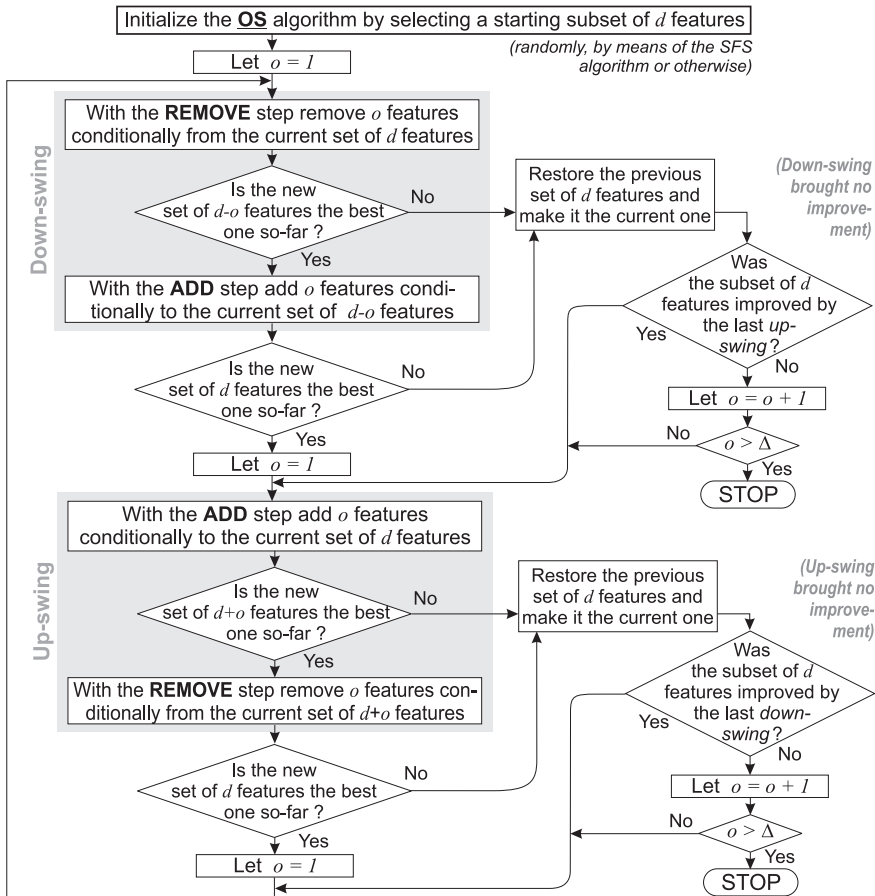 Initialize the OS algorithm by selecting a starting subset of d features
(randomly, by means of the SFS
algorithm or otherwise)
Let o = 1
Down-swing
With the REMOVE step remove o features
conditionally from the current set of d features
Is the new
set of d-o features the best
one so-far ?
No
Yes
With the ADD step add o features condi-
tionally to the current set of d-o features
Is the new
set of d features the best
one so-far ?
No
Yes
Let o = 1
Restore the previous
set of d features and
make it the current one
(Down-swing
brought no
improve-
ment)
Was
the subset of d
features improved by
the last up-
swing ?
Yes
No
Let o = o + 1
o > Δ
No
Yes
STOP
Up-swing
With the ADD step add o features
conditionally to the current set of d features
Is the new
set of d+o features the best
one so-far ?
No
Yes
With the REMOVE step remove o features con-
ditionally from the current set of d+o features
Is the new
set of d features the best
one so-far ?
No
Yes
Let o = 1
Restore the previous
set of d features and
make it the current one
(Up-swing
brought no
improve-
ment)
Was
the subset of d
features improved by
the last down-
swing ?
Yes
No
Let o = o + 1
o > Δ
No
Yes
STOP